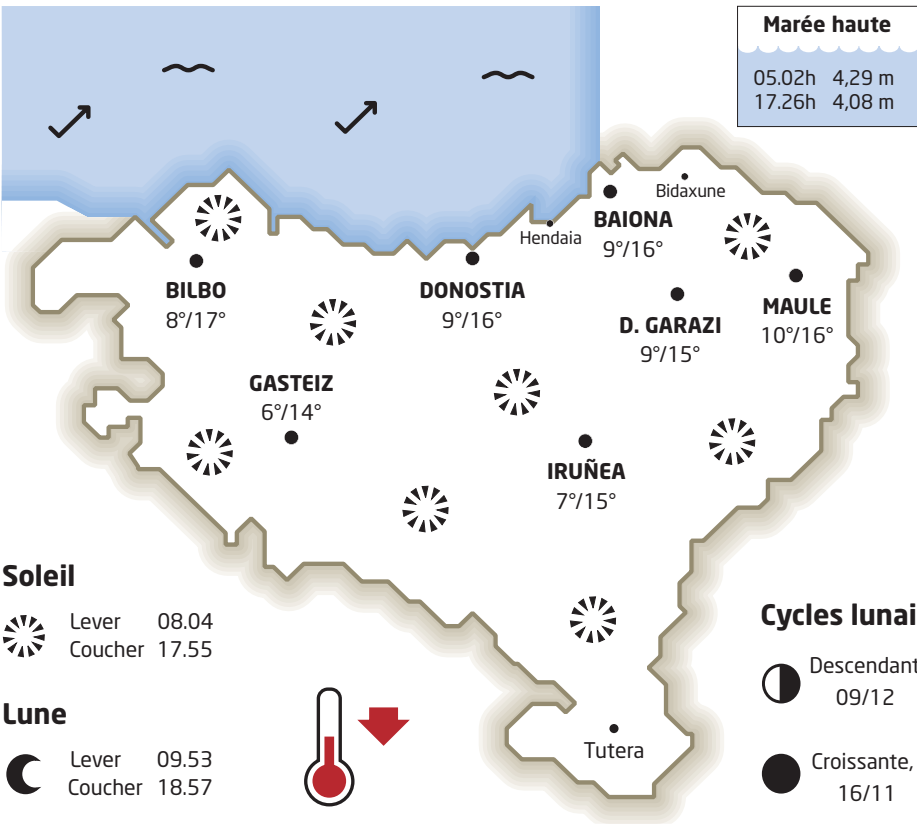 Marée haute
05.02h 4,29 m
17.26h 4,08 m
Bidaxune
BAIONA
9°/16°
Hendaia
BILBO
8°/17°
DONOSTIA
9°/16°
D. GARAZI
9°/15°
MAULE
10°/16°
GASTEIZ
6°/14°
IRUÑEA
7°/15°
Tutera
Soleil
Lever 08.04
Coucher 17.55
Lune
Lever 09.53
Coucher 18.57
Cycles lunai
Descendant
09/12
Croissante,
16/11